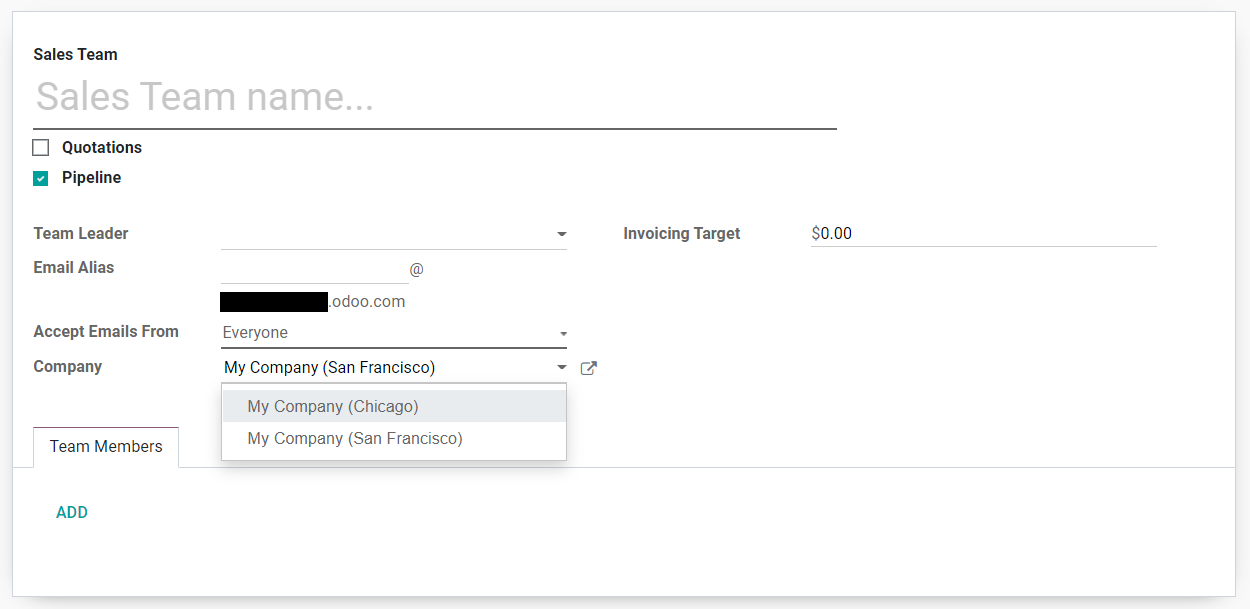 Sales Team
Sales Team name...
Quotations
Pipeline
Team Leader
Invoicing Target $0.00
Email Alias @
.odoo.com
Accept Emails From Everyone
Company My Company (San Francisco)
My Company (Chicago)
My Company (San Francisco)
Team Members
ADD